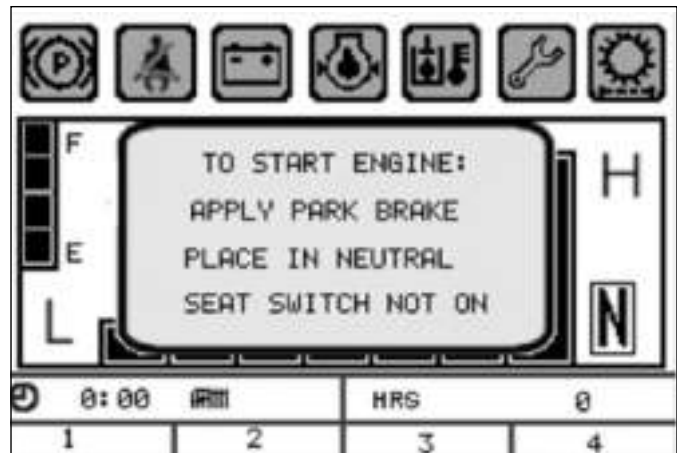 P
F
TO START ENGINE:
H
APPLY PARK BRAKE
E
PLACE IN NEUTRAL
L
SEAT SWITCH NOT ON
N
0:00 HRS 0
1 2 3 4